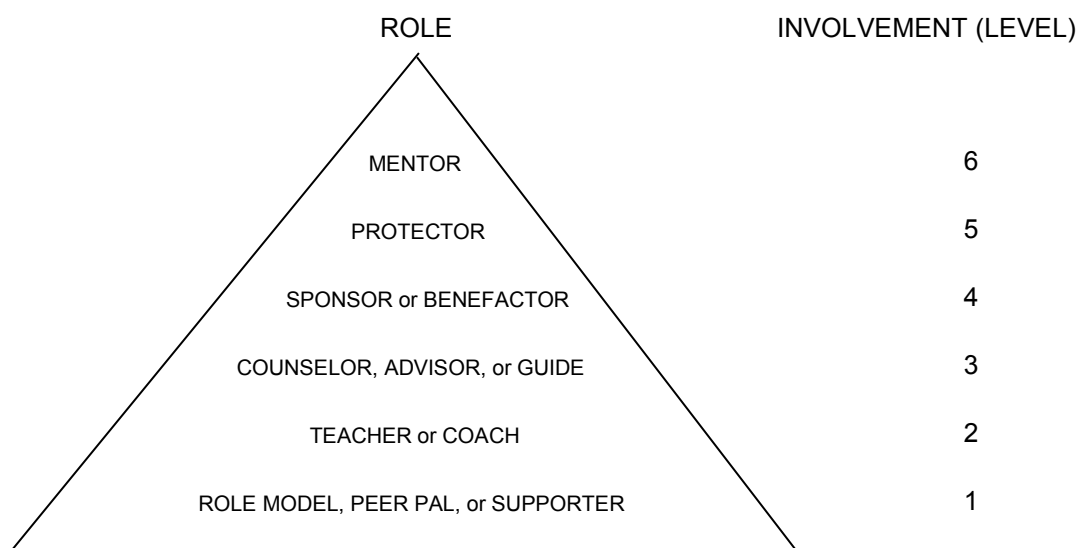 ROLE INVOLVEMENT (LEVEL)
MENTOR 6
PROTECTOR 5
SPONSOR or BENEFACTOR 4
COUNSELOR, ADVISOR, or GUIDE 3
TEACHER or COACH 2
ROLE MODEL, PEER PAL, or SUPPORTER 1